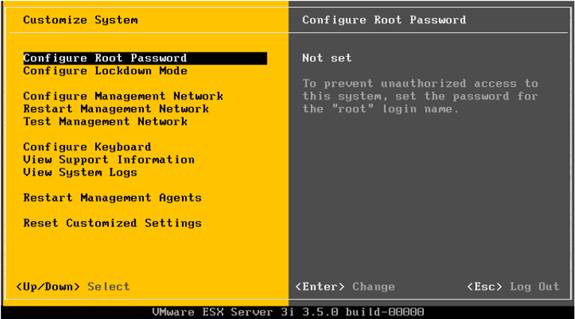 Customize System
Configure Root Password
Configure Lockdown Mode
Configure Management Network
Restart Management Network
Test Management Network
Configure Keyboard
View Support Information
View System Logs
Restart Management Agents
Reset Customized Settings
<Up/Down> Select
Configure Root Password
Not set
To prevent unauthorized access to
this system, set the password for
the "root" login name.
<Enter> Change
<Esc> Log Out
VMware ESX Server 3i 3.5.0 build-00000